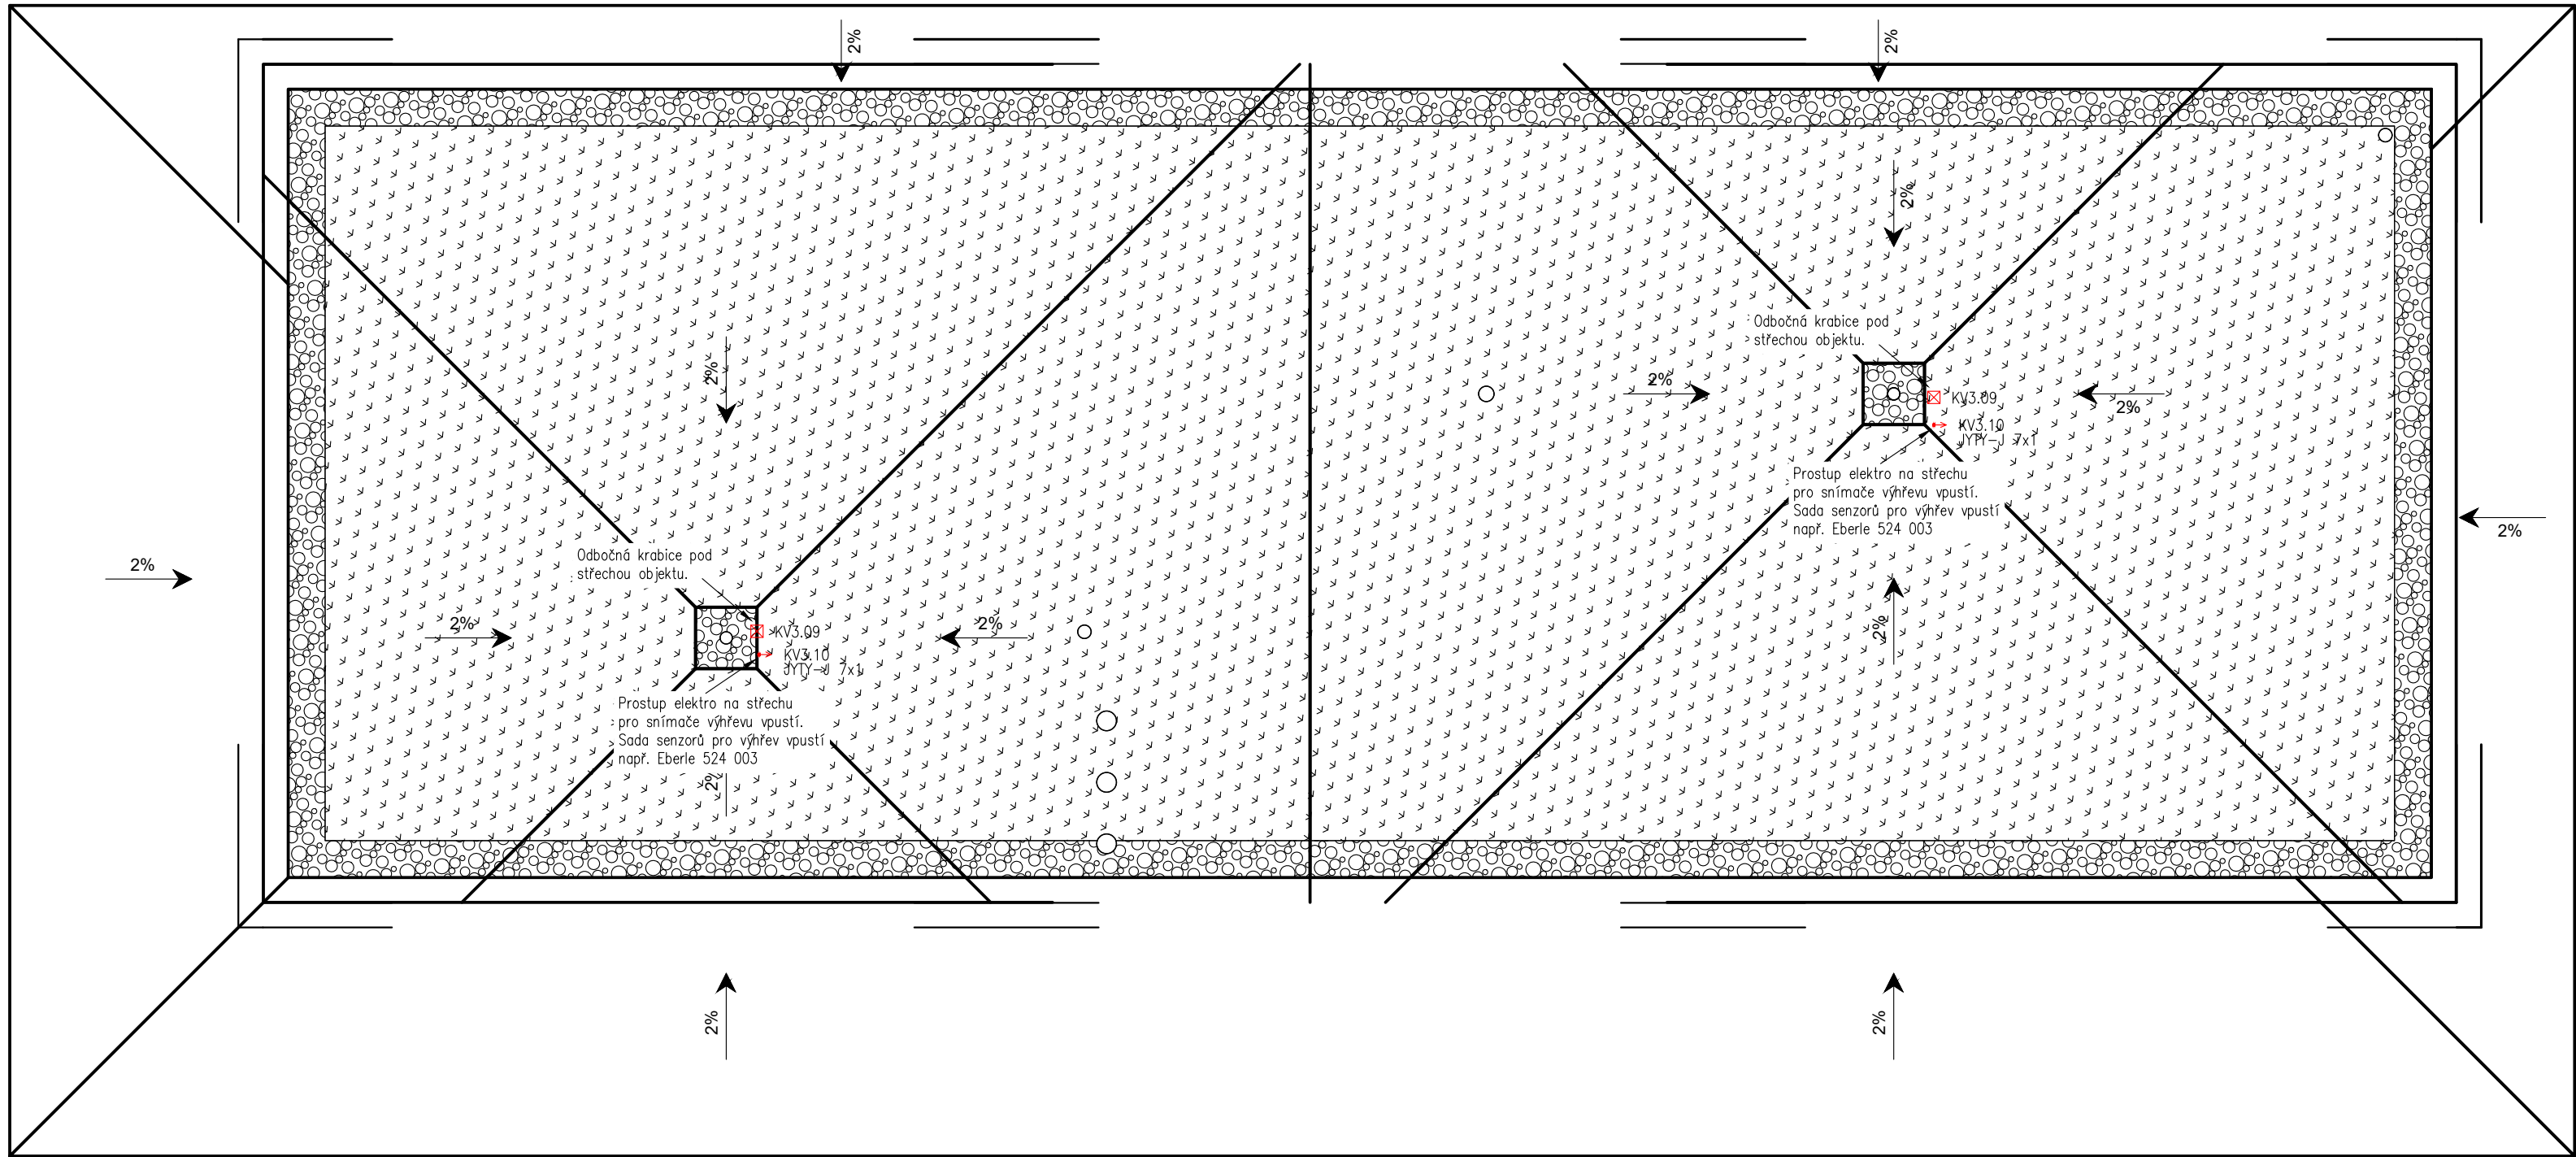 2%
2%
2%
2%
Odbočná krabice pod
střechou objektu.
2%
2%
2%
KV3.09
KV3.10
JYTY-J 7x1
Prostup elektro na střechu
pro snímače výhřevu vpustí.
Sada senzorů pro výhřev vpustí
např. Eberle 524 003
2%
2%
Odbočná krabice pod
střechou objektu.
2%
2%
2%
2%
KV3.09
KV3.10
JYTY-J 7x1
Prostup elektro na střechu
pro snímače výhřevu vpustí.
Sada senzorů pro výhřev vpustí
např. Eberle 524 003
2%
2%
2%